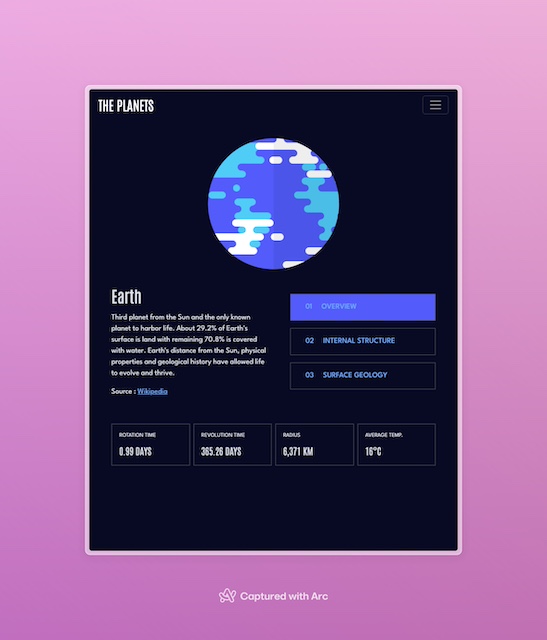 THE PLANETS
Earth
Third planet from the Sun and the only known
planet to harbor life. About 29.2% of Earth's
surface is land with remaining 70.8% is covered
with water. Earth's distance from the Sun, physical
properties and geological history have allowed life
to evolve and thrive.
Source : Wikipedia
01 OVERVIEW
02 INTERNAL STRUCTURE
03 SURFACE GEOLOGY
ROTATION TIME
0.99 DAYS
REVOLUTION TIME
365.26 DAYS
RADIUS
6,371 KM
AVERAGE TEMP.
16°C
Captured with Arc